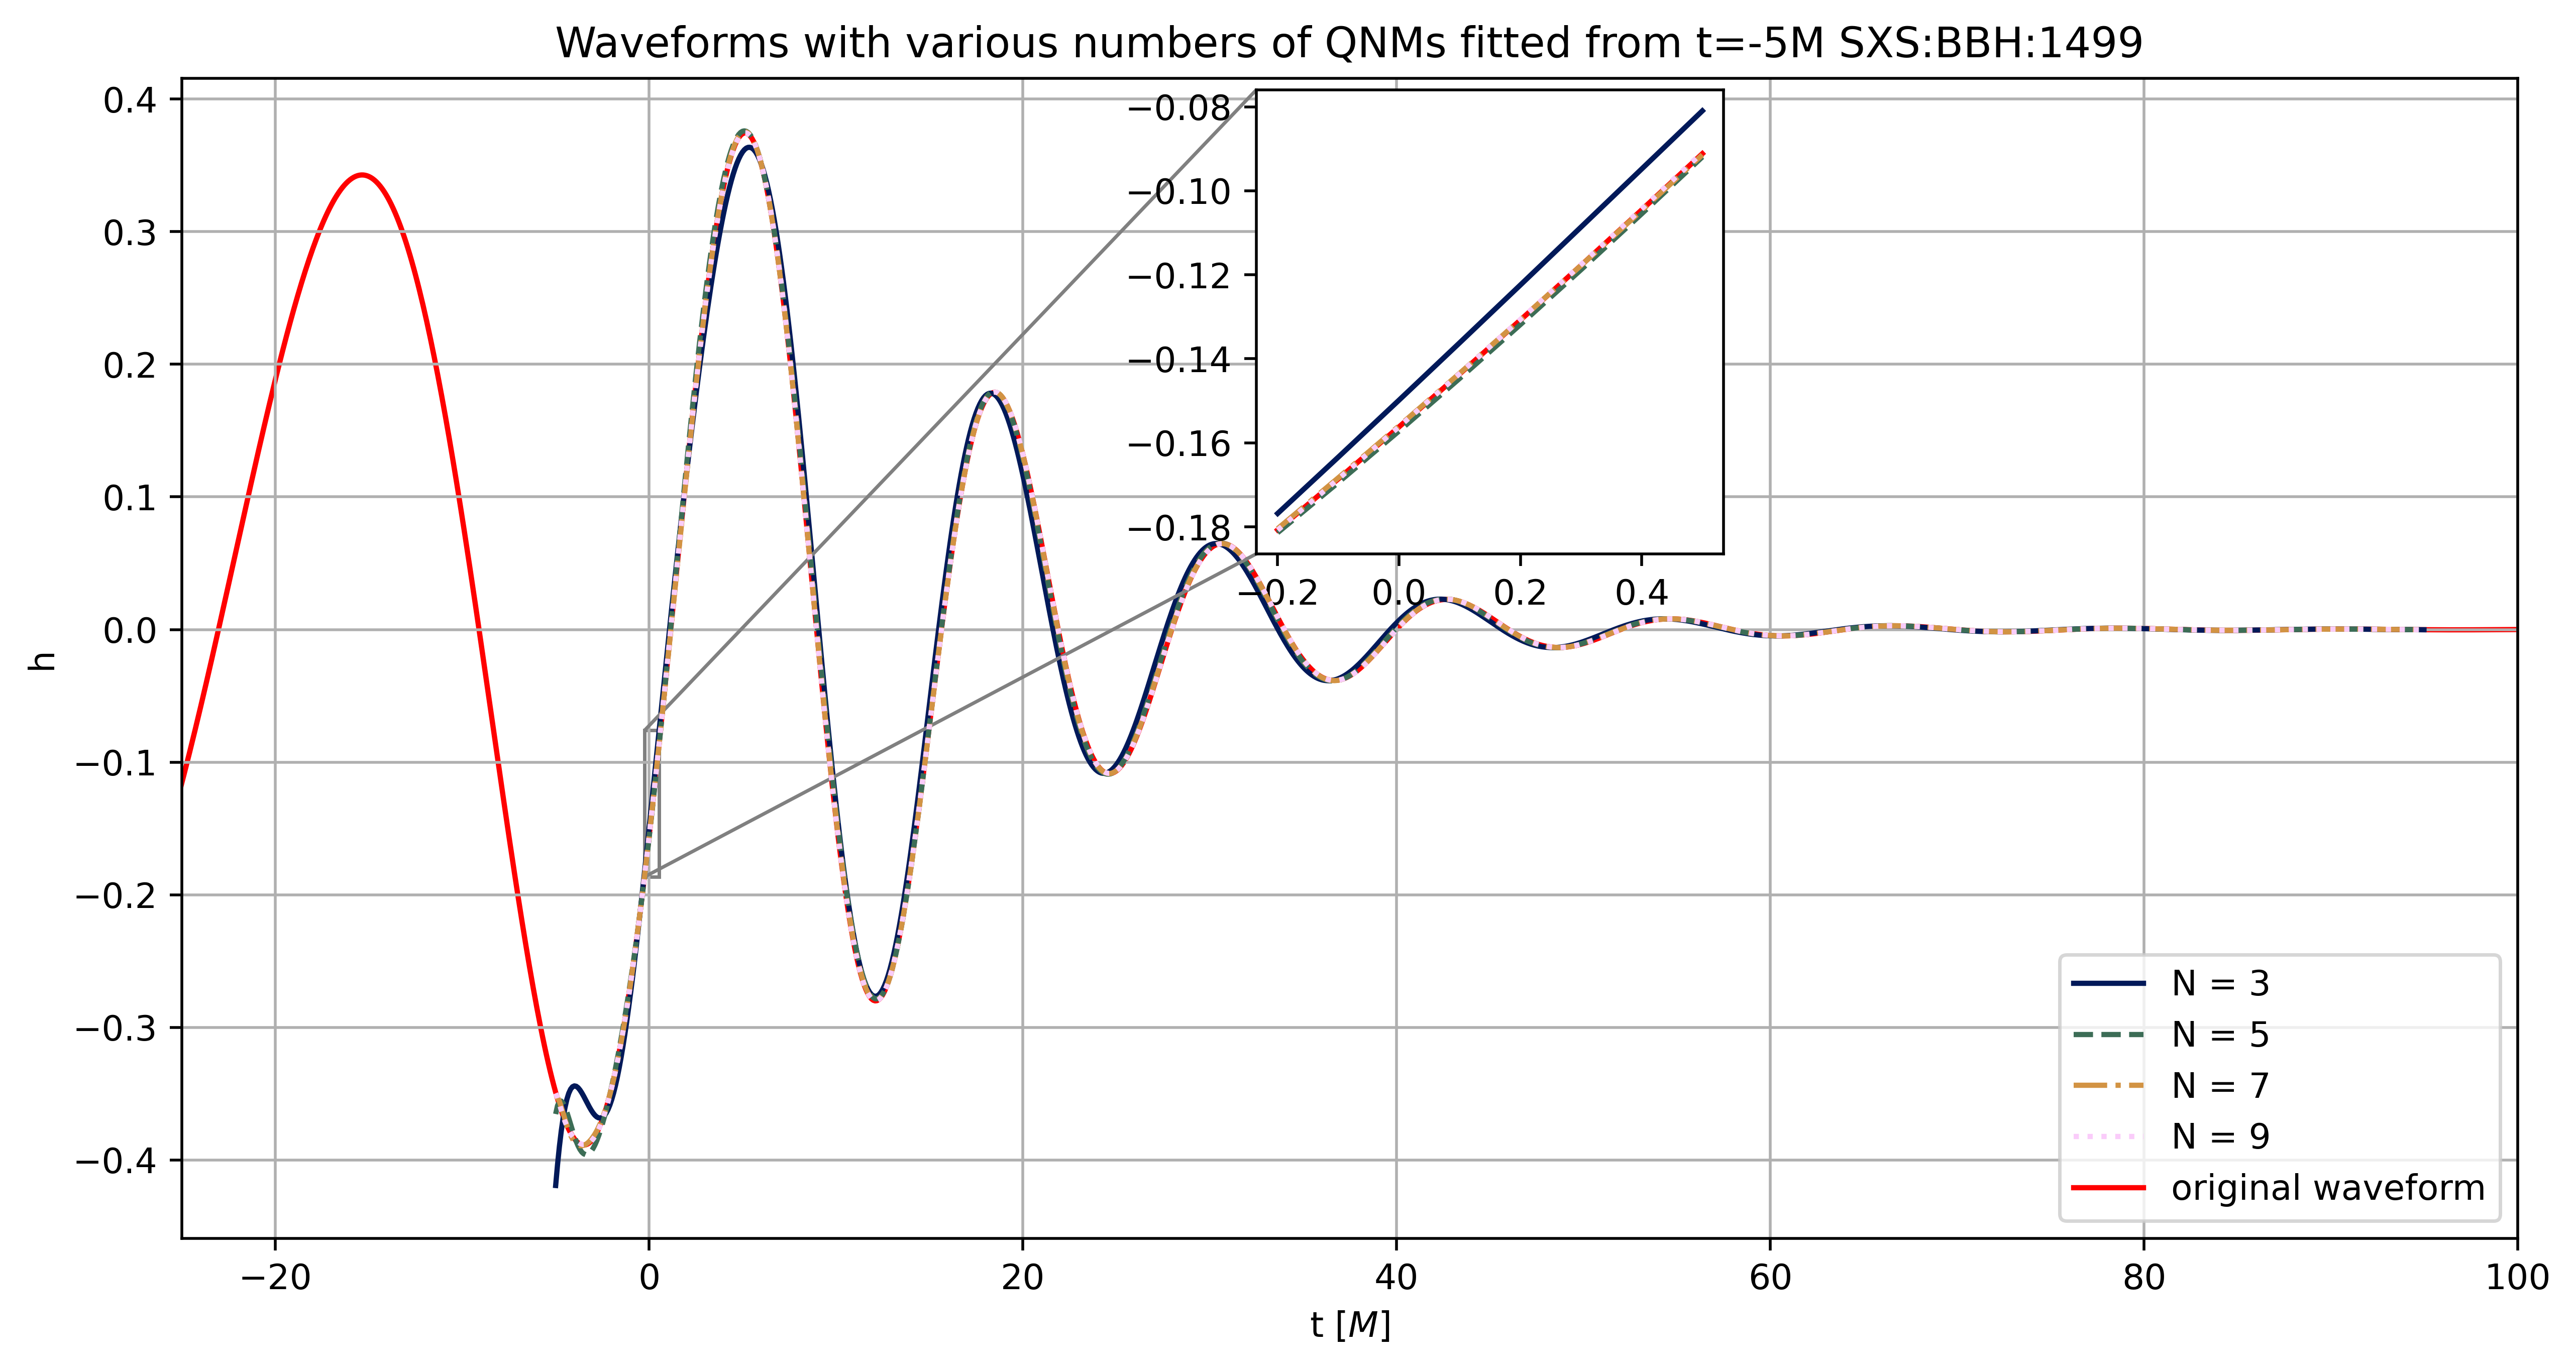 Waveforms with various numbers of QNMs fitted from t=-5M SXS:BBH:1499
0.4
0.3
0.2
0.1
0.0
−0.1
−0.2
−0.3
−0.4
h
−0.08
−0.10
−0.12
−0.14
−0.16
−0.18
−0.2 0.0 0.2 0.4
N = 3
N = 5
N = 7
N = 9
original waveform
−20 0 20 40 60 80 100
t [M]